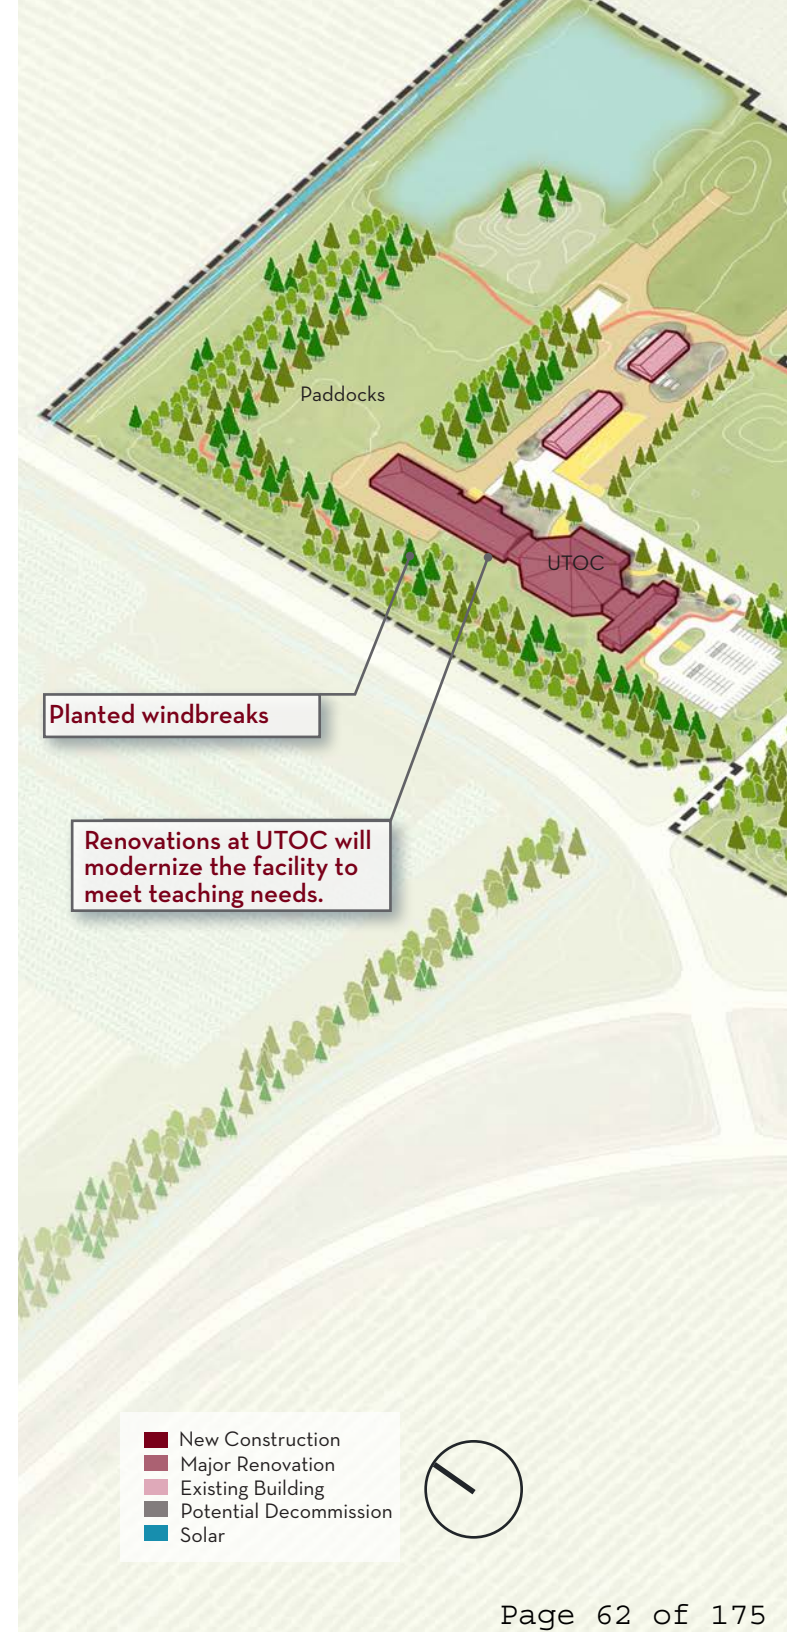 Paddocks
UTOC
Planted windbreaks
Renovations at UTOC will
modernize the facility to
meet teaching needs.
New Construction
Major Renovation
Existing Building
Potential Decommission
Solar
Page 62 of 175